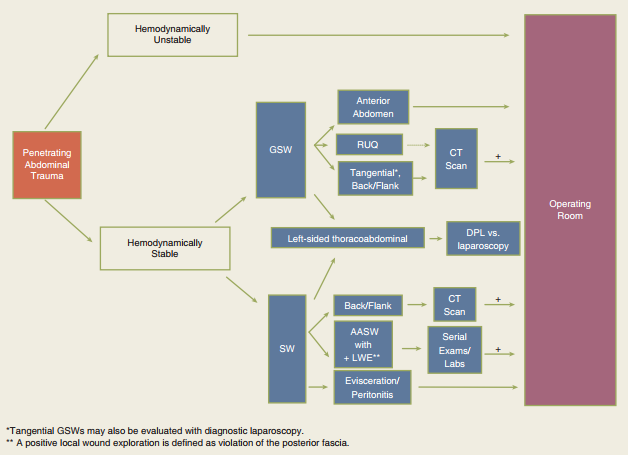 Hemodynamically
Unstable
Penetrating
Abdominal
Trauma
Hemodynamically
Stable
GSW
Anterior
Abdomen
RUQ
Tangential*,
Back/Flank
CT
Scan
+
Left-sided thoracoabdominal
DPL vs.
laparoscopy
SW
Back/Flank
CT
Scan
+
AASW
with
+ LWE**
Serial
Exams/
Labs
+
Evisceration/
Peritonitis
Operating
Room
*Tangential GSWs may also be evaluated with diagnostic laparoscopy.
** A positive local wound exploration is defined as violation of the posterior fascia.